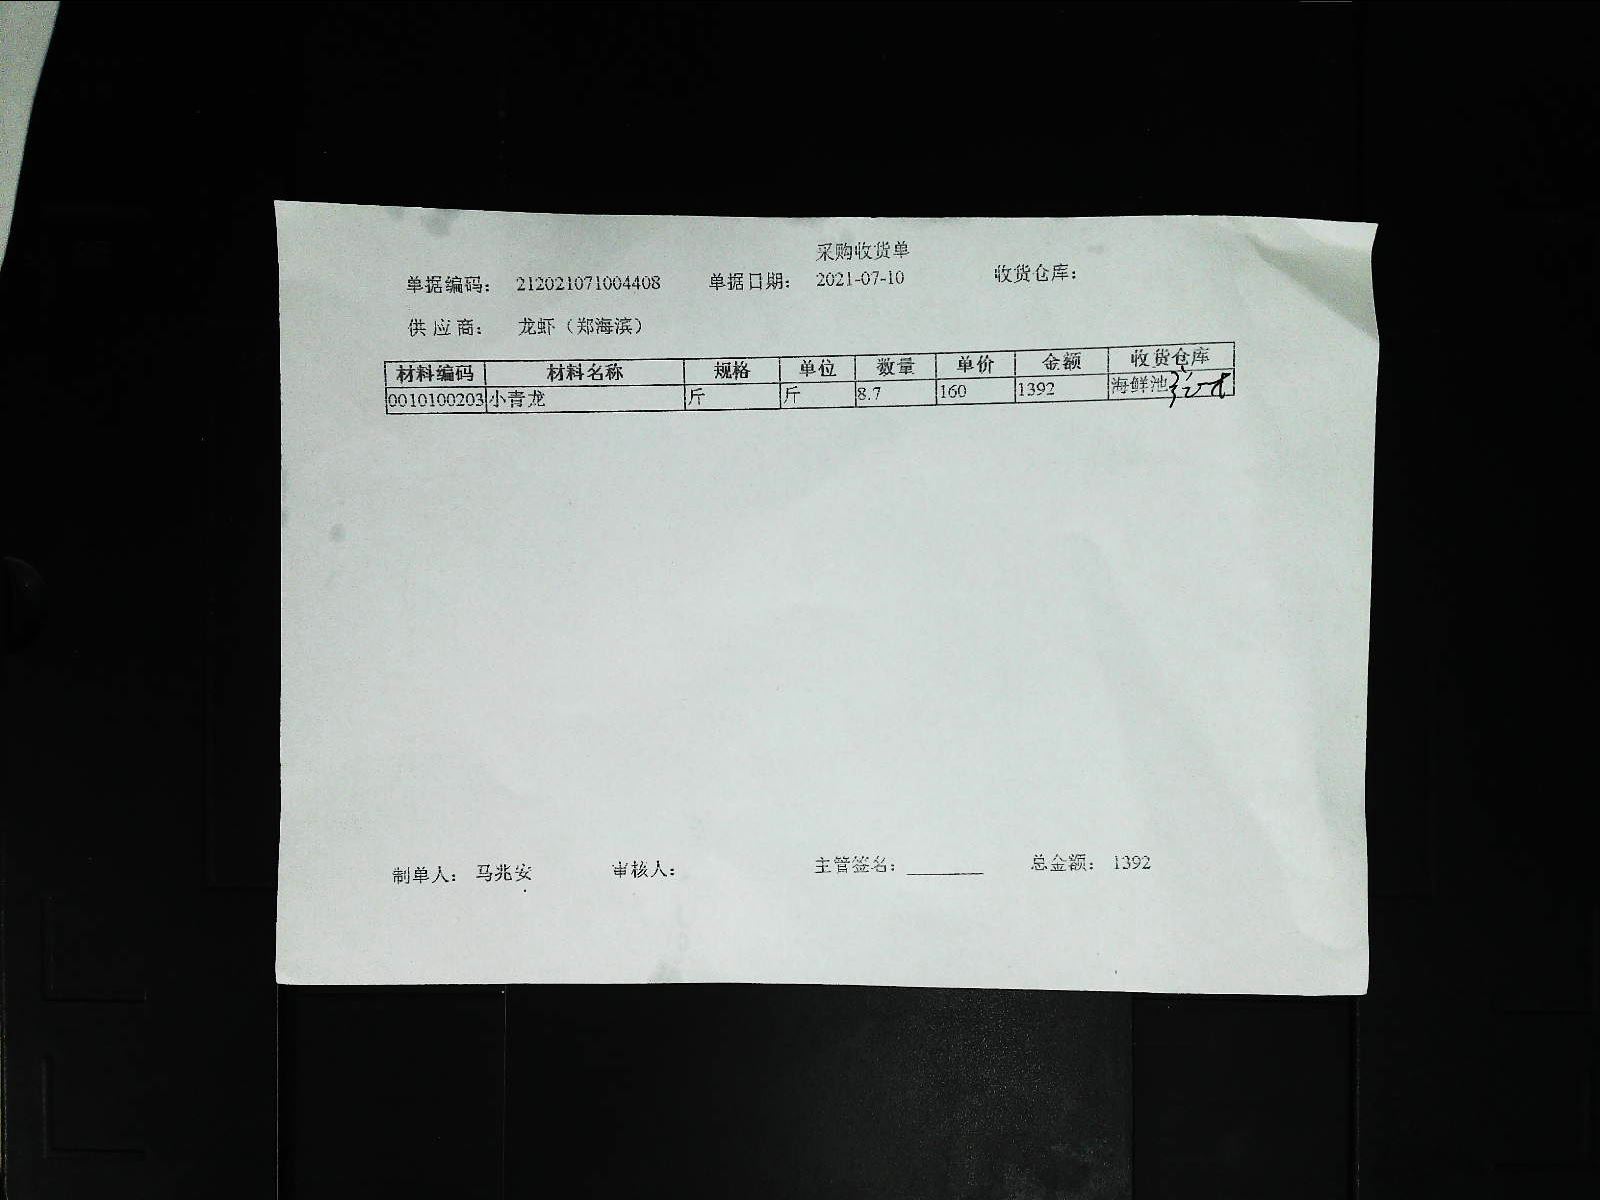 采购收货单
单据编码： 212021071004408 单据日期： 2021-07-10 收货仓库：
供应商： 龙虾（郑海滨）
材料编码 材料名称 规格 单位 数量 单价 金额 收货仓库
0010100203 小青龙 斤 斤 8.7 160 1392 海鲜池
制单人： 马兆安 审核人： 主管签名： 总金额： 1392